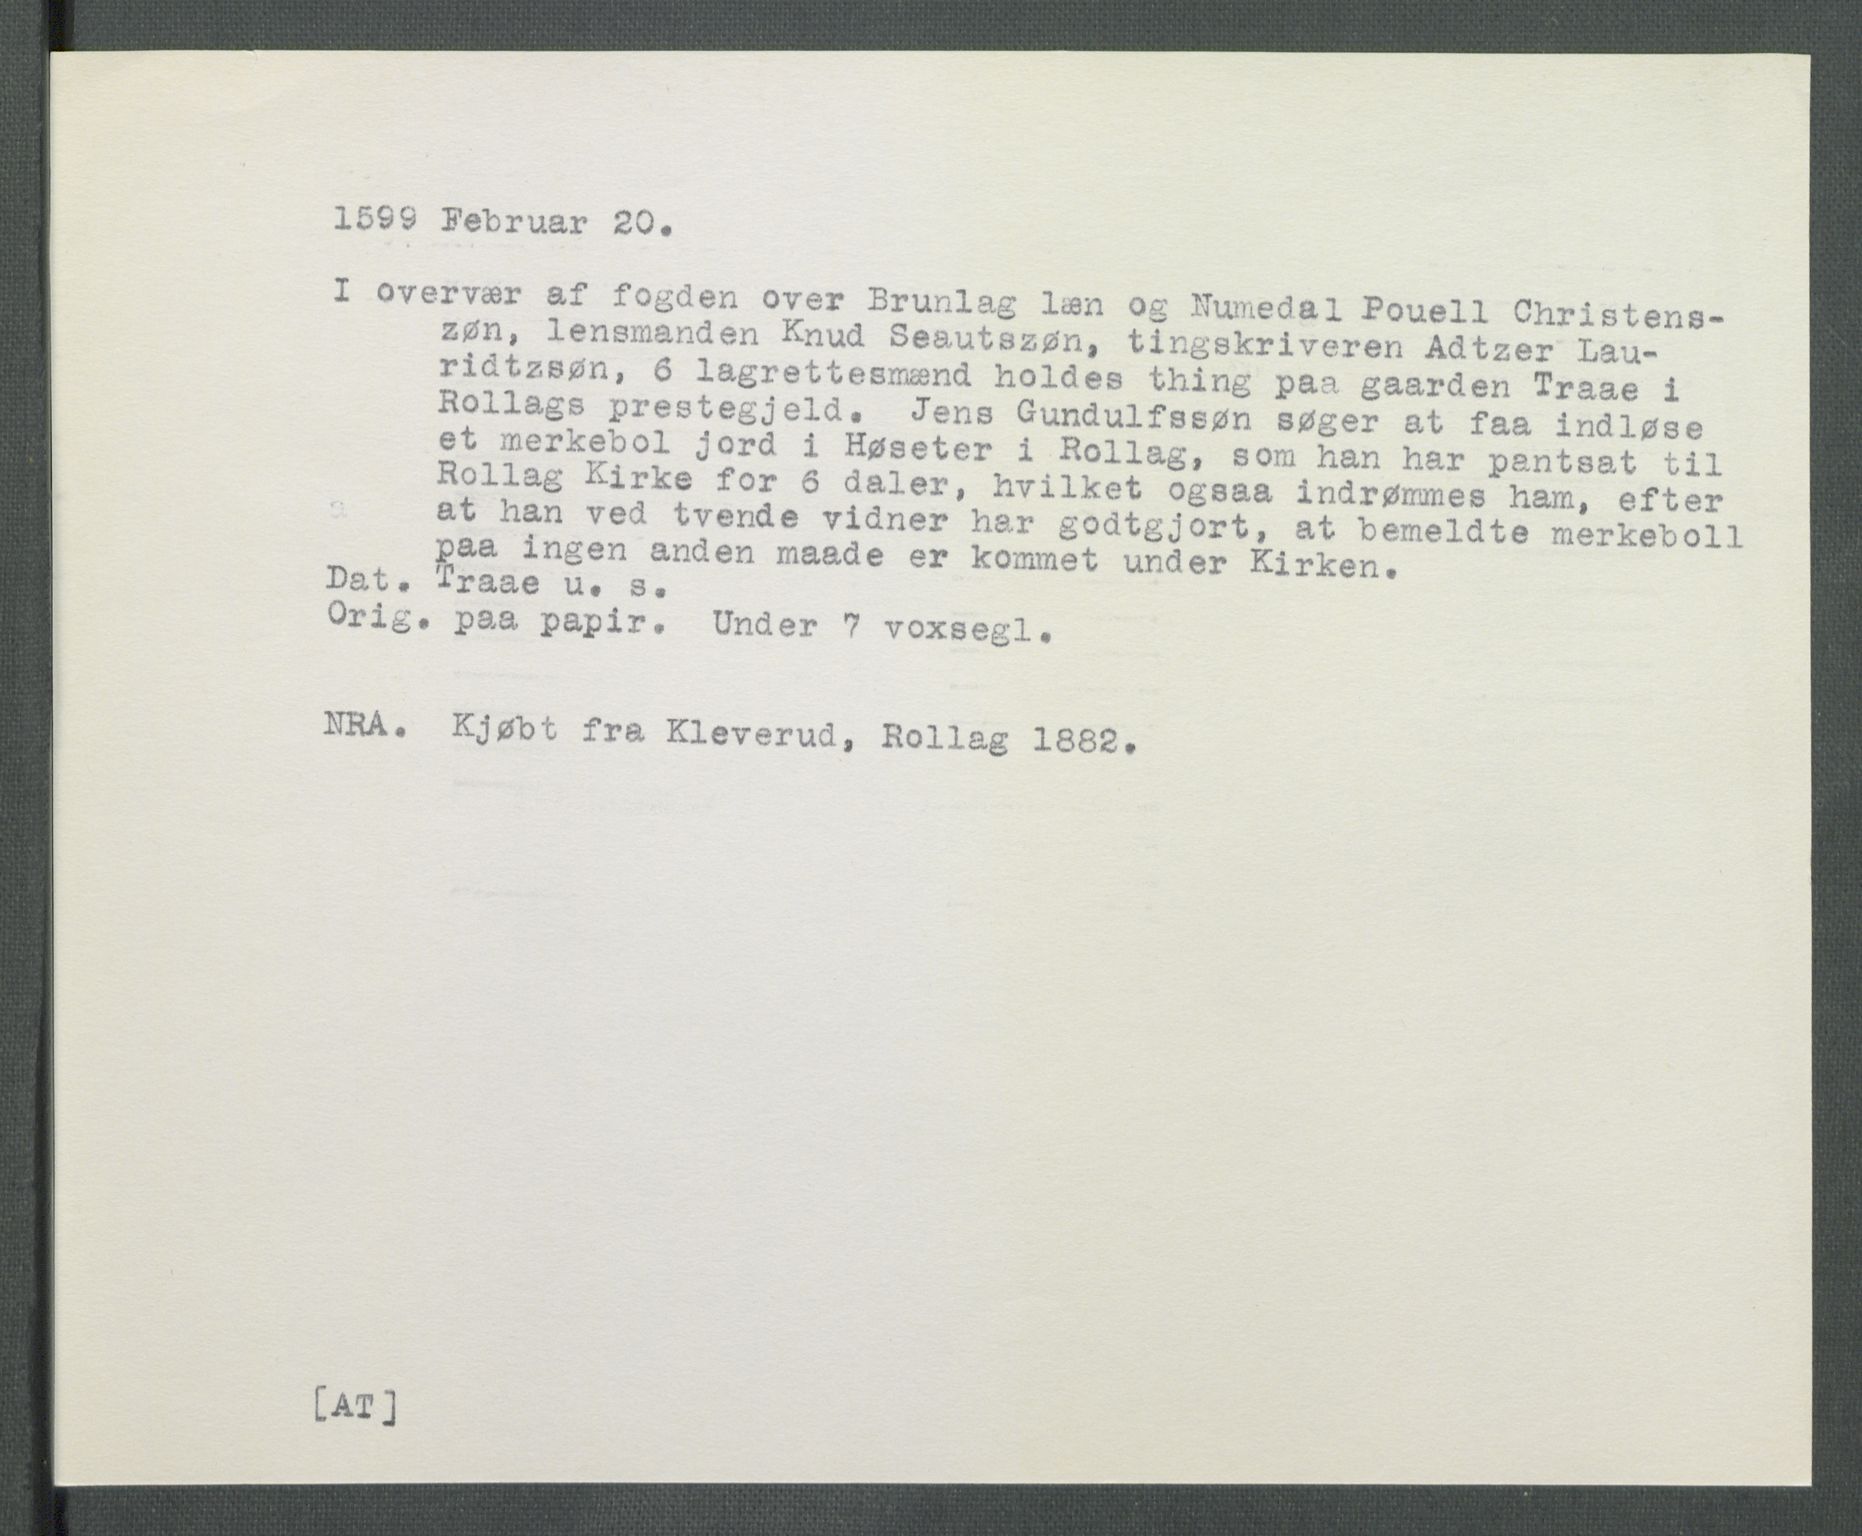 1599 Februar 20.
I overvær af fogden over Brunlag læn og Numedal Pouell Christens-
zøn, lensmanden Knud Seautszøn, tingskriveren Adtzer Lau-
ridtzsøn, 6 lagrettesmænd holdes thing paa gaarden Traae i
Rollags prestegjeld. Jens Gundulfssøn søger at faa indløse
et merkebol jord i Høseter i Rollag, som han har pantsat til
Rollag Kirke for 6 daler, hvilket ogsaa indrømmes ham, efter
a at han ved tvende vidner har godtgjort, at bemeldte merkeboll
paa ingen anden maade er kommet under Kirken.
Dat. Traae u. s.
Orig. paa papir. Under 7 voxsegl.
NRA. Kjøbt fra Kleverud, Rollag 1882.
[AT]